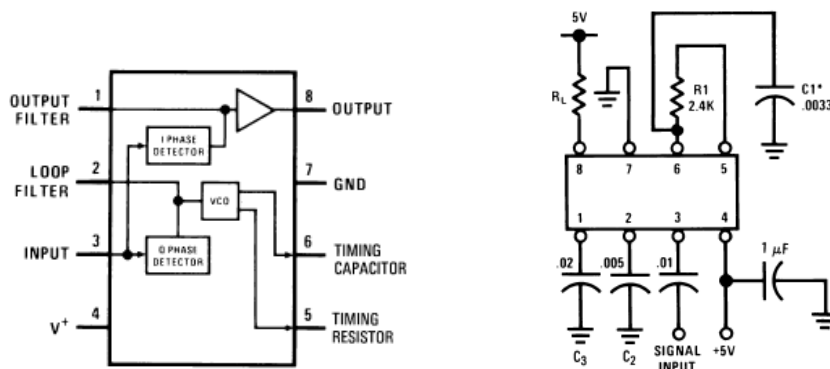 1
OUTPUT
FILTER
8
OUTPUT
I PHASE
DETECTOR
2
LOOP
FILTER
7
GND
VCO
3
INPUT
Q PHASE
DETECTOR
6
TIMING
CAPACITOR
4
V+
5
TIMING
RESISTOR
5V
RL
R1
2.4K
C1*
.0033
8 7 6 5
1 2 3 4
.02 .005 .01 1 μF
C3 C2 SIGNAL
INPUT +5V